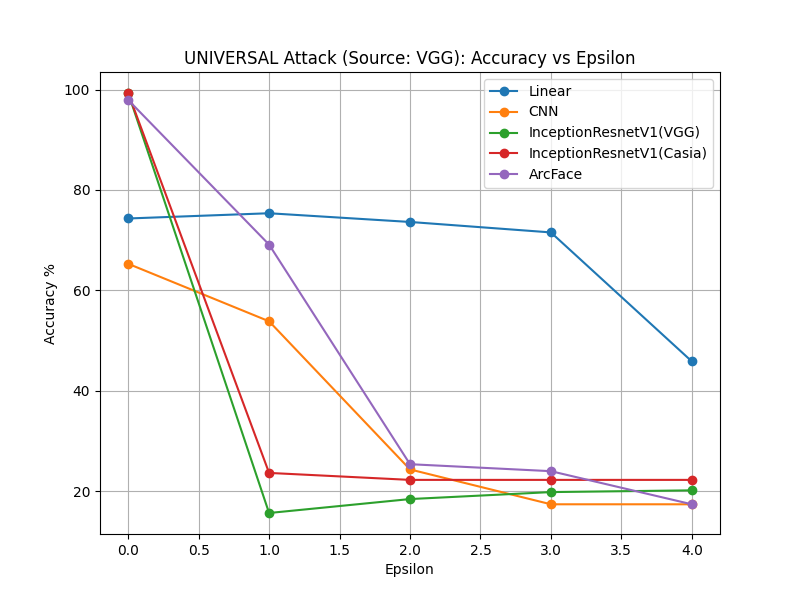 UNIVERSAL Attack (Source: VGG): Accuracy vs Epsilon
Linear
CNN
InceptionResnetV1(VGG)
InceptionResnetV1(Casia)
ArcFace
Accuracy %
100
80
60
40
20
0.0 0.5 1.0 1.5 2.0 2.5 3.0 3.5 4.0
Epsilon